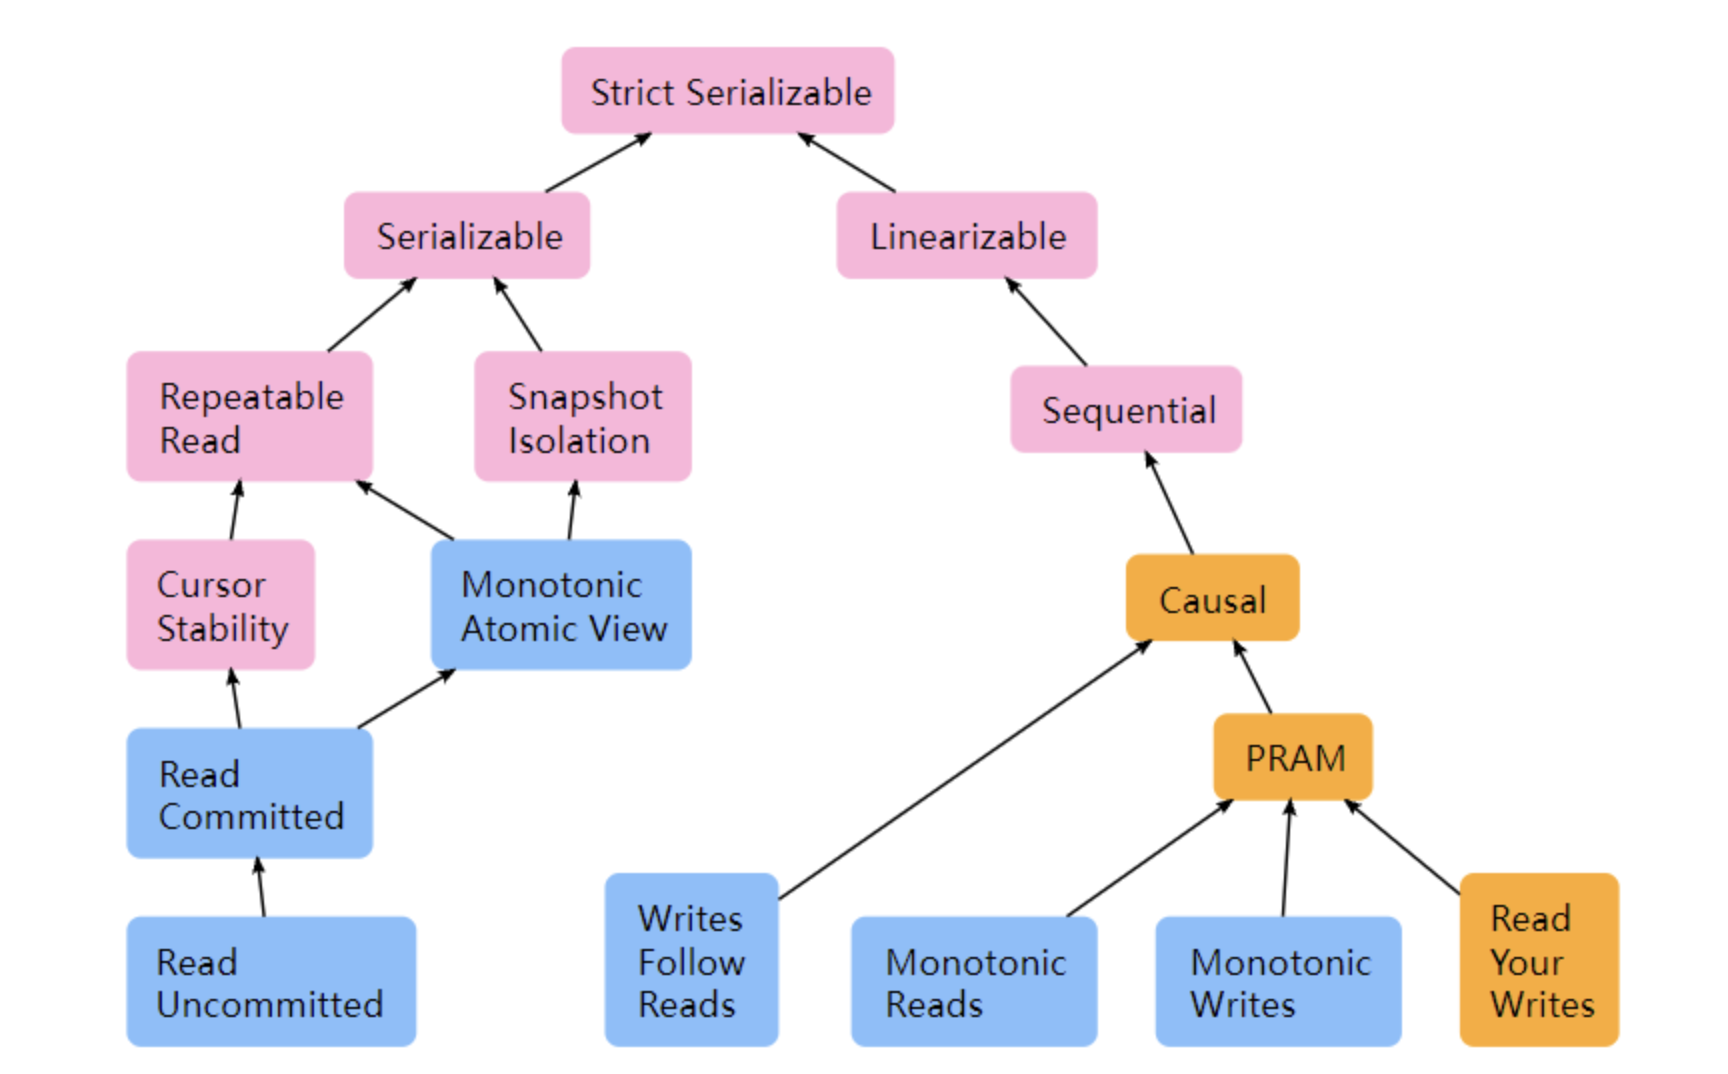 Strict Serializable
Serializable
Linearizable
Repeatable
Read
Snapshot
Isolation
Sequential
Cursor
Stability
Monotonic
Atomic View
Causal
Read
Committed
PRAM
Read
Uncommitted
Writes
Follow
Reads
Monotonic
Reads
Monotonic
Writes
Read
Your
Writes